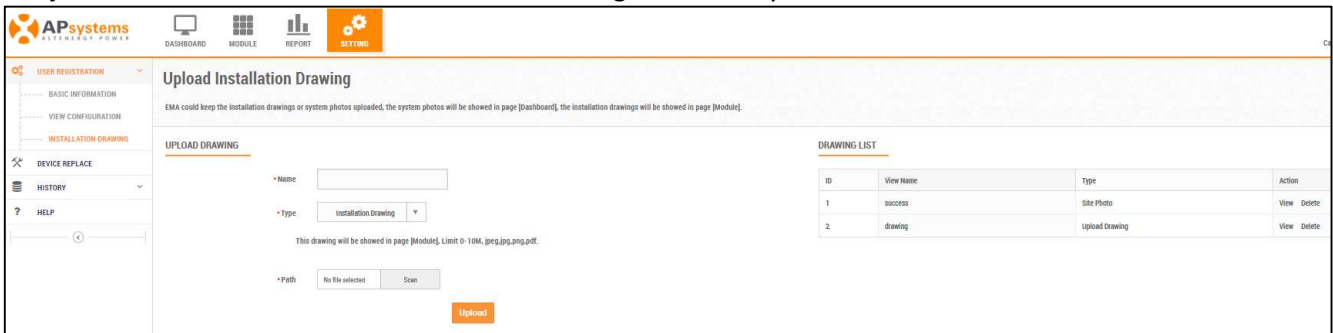 APsystems
ALTENERGY POWER
DASHBOARD
MODULE
REPORT
SETTING
USER REGISTRATION
BASIC INFORMATION
VIEW CONFIGURATION
INSTALLATION DRAWING
DEVICE REPLACE
HISTORY
? HELP
Upload Installation Drawing
EMA could keep the installation drawings or system photos uploaded, the system photos will be showed in page [Dashboard], the installation drawings will be showed in page [Module].
UPLOAD DRAWING
• Name
• Type Installation Drawing
This drawing will be showed in page [Module], Limit 0-10M, jpeg,jpg,png,pdf.
• Path No file selected Scan
Upload
DRAWING LIST
ID View Name Type Action
1 success Site Photo View Delete
2 drawing Upload Drawing View Delete